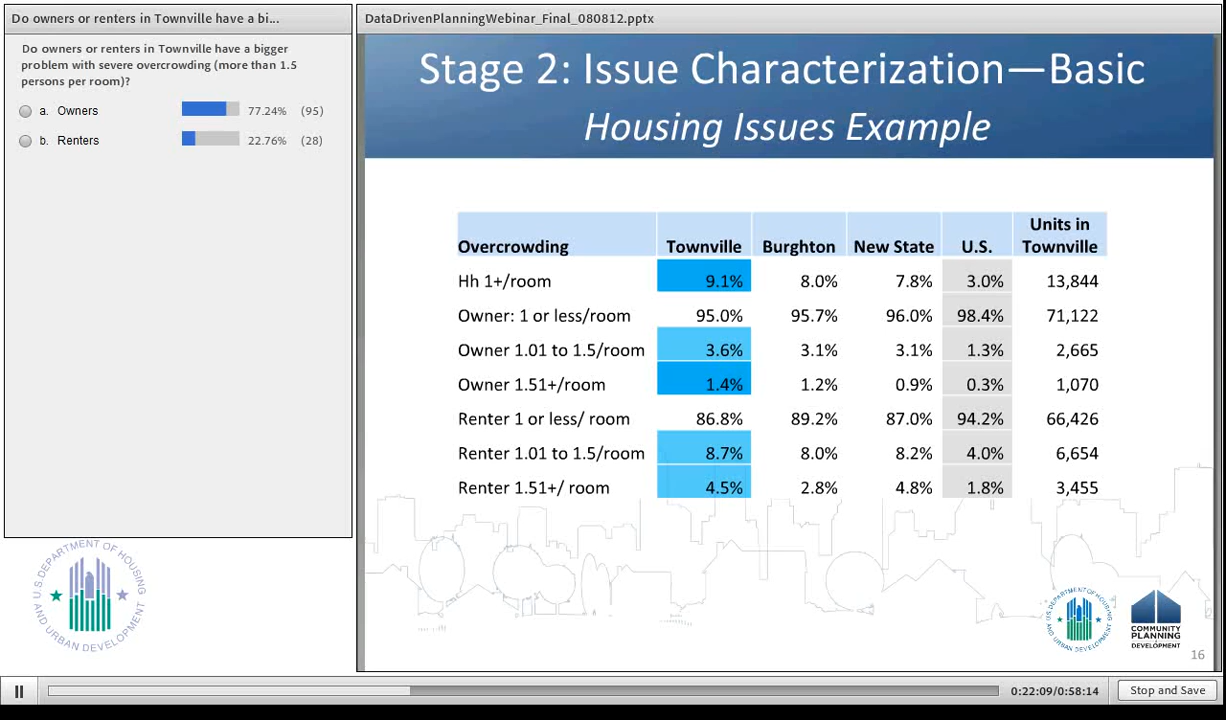 Do owners or renters in Townville have a bi...
Do owners or renters in Townville have a bigger
problem with severe overcrowding (more than 1.5
persons per room)?
a. Owners 77.24% (95)
b. Renters 22.76% (28)
U.S. DEPARTMENT OF HOUSING
AND URBAN DEVELOPMENT
DataDrivenPlanningWebinar_Final_080812.pptx
Stage 2: Issue Characterization—Basic
Housing Issues Example
Overcrowding Townville Burghton New State U.S. Units in Townville
Hh 1+/room 9.1% 8.0% 7.8% 3.0% 13,844
Owner: 1 or less/room 95.0% 95.7% 96.0% 98.4% 71,122
Owner 1.01 to 1.5/room 3.6% 3.1% 3.1% 1.3% 2,665
Owner 1.51+/room 1.4% 1.2% 0.9% 0.3% 1,070
Renter 1 or less/ room 86.8% 89.2% 87.0% 94.2% 66,426
Renter 1.01 to 1.5/room 8.7% 8.0% 8.2% 4.0% 6,654
Renter 1.51+/ room 4.5% 2.8% 4.8% 1.8% 3,455
U.S. DEPARTMENT OF HOUSING
AND URBAN DEVELOPMENT
COMMUNITY
PLANNING
DEVELOPMENT
16
0:22:09/0:58:14
Stop and Save